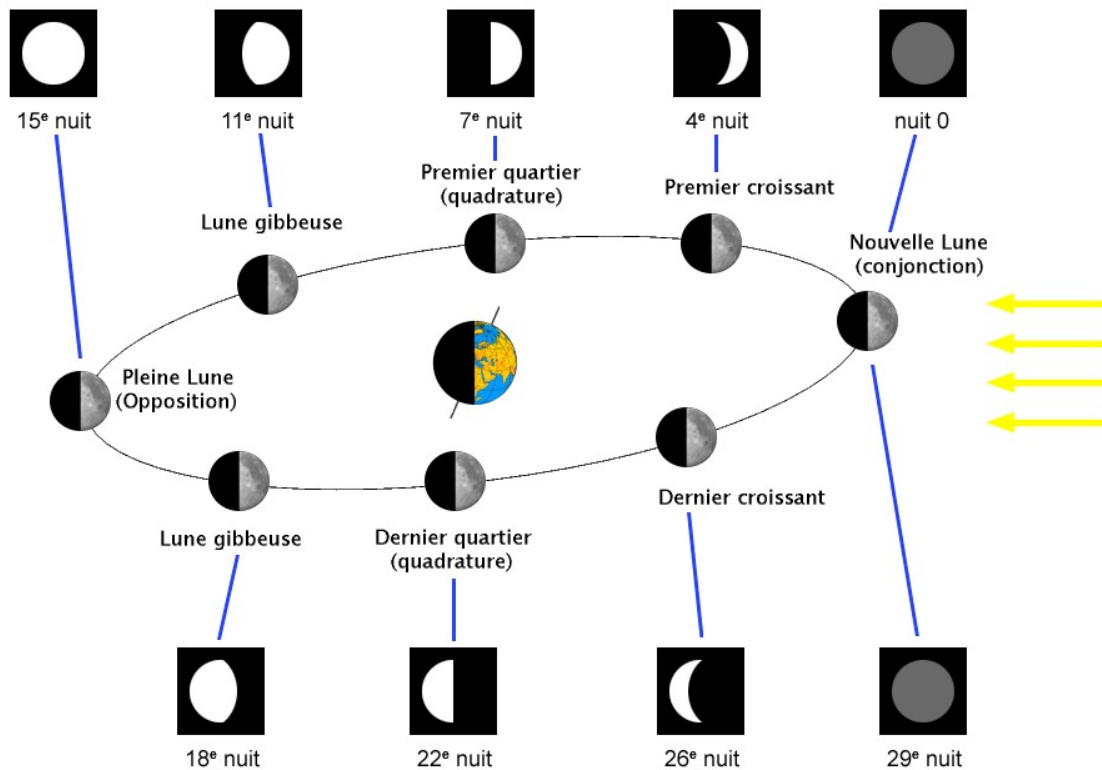 15e nuit
11e nuit
7e nuit
4e nuit
nuit 0
Premier quartier
(quadrature)
Premier croissant
Lune gibbeuse
Nouvelle Lune
(conjonction)
Pleine Lune
(Opposition)
Dernier croissant
Lune gibbeuse
Dernier quartier
(quadrature)
18e nuit
22e nuit
26e nuit
29e nuit